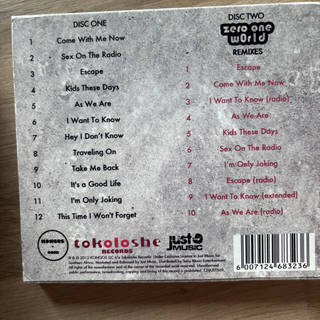 DISC ONE
1 Come With Me Now
2 Sex On The Radio
3 Escape
4 Kids These Days
5 As We Are
6 I Want To Know
7 Hey I Don't Know
8 Traveling On
9 Take Me Back
10 It's a Good Life
11 I'm Only Joking
12 This Time I Won't Forget
DISC TWO
zero one world
REMIXES
1 Escape
2 Come With Me Now
3 I Want To Know (radio)
4 As We Are
5 Kids These Days
6 Sex On The Radio
7 I'm Only Joking
8 Escape (radio)
9 I Want To Know (extended)
10 As We Are (radio)
KONGOS
tokoloshe
RECORDS
just
MUSIC
6 007124 683236